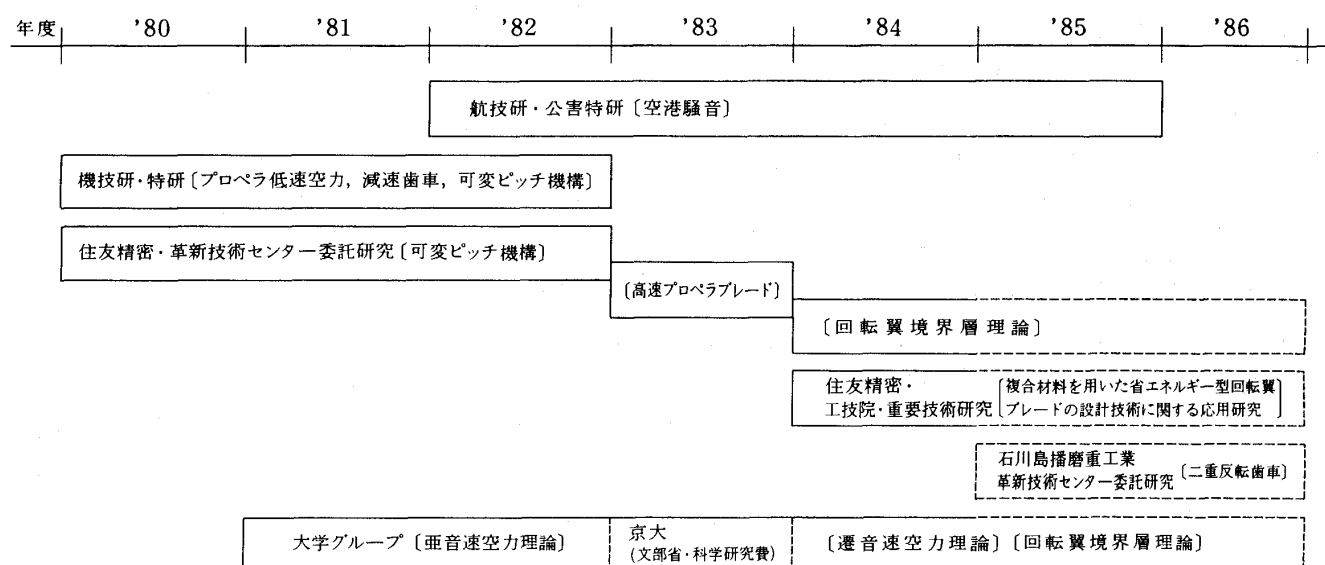 年度 '80 '81 '82 '83 '84 '85 '86
航技研・公害特研〔空港騒音〕
機技研・特研〔プロペラ低速空力，減速歯車，可変ピッチ機構〕
住友精密・革新技術センター委託研究〔可変ピッチ機構〕
〔高速プロペラブレード〕
〔回転翼境界層理論〕
住友精密・
工技院・重要技術研究
〔複合材料を用いた省エネルギー型回転翼
ブレードの設計技術に関する応用研究〕
石川島播磨重工業
革新技術センター委託研究〔二重反転歯車〕
大学グループ〔亜音速空力理論〕
京大
(文部省・科学研究費)
〔遷音速空力理論〕〔回転翼境界層理論〕